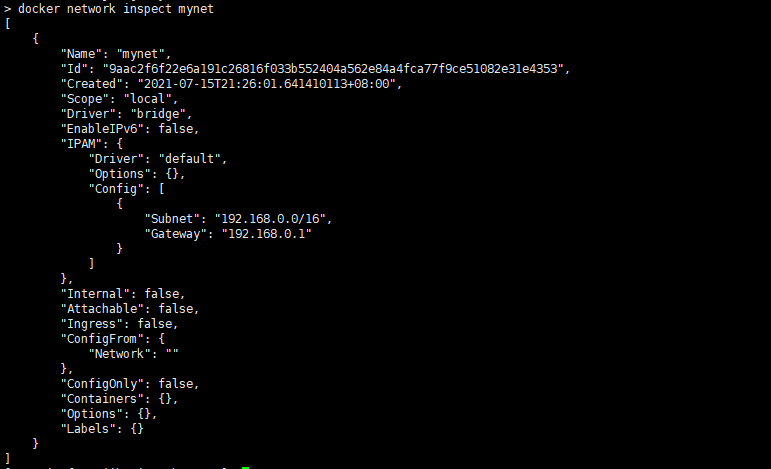 > docker network inspect mynet
[
    {
        "Name": "mynet",
        "Id": "9aac2f6f22e6a191c26816f033b552404a562e84a4fca77f9ce51082e31e4353",
        "Created": "2021-07-15T21:26:01.641410113+08:00",
        "Scope": "local",
        "Driver": "bridge",
        "EnableIPv6": false,
        "IPAM": {
            "Driver": "default",
            "Options": {},
            "Config": [
                {
                    "Subnet": "192.168.0.0/16",
                    "Gateway": "192.168.0.1"
                }
            ]
        },
        "Internal": false,
        "Attachable": false,
        "Ingress": false,
        "ConfigFrom": {
            "Network": ""
        },
        "ConfigOnly": false,
        "Containers": {},
        "Options": {},
        "Labels": {}
    }
]